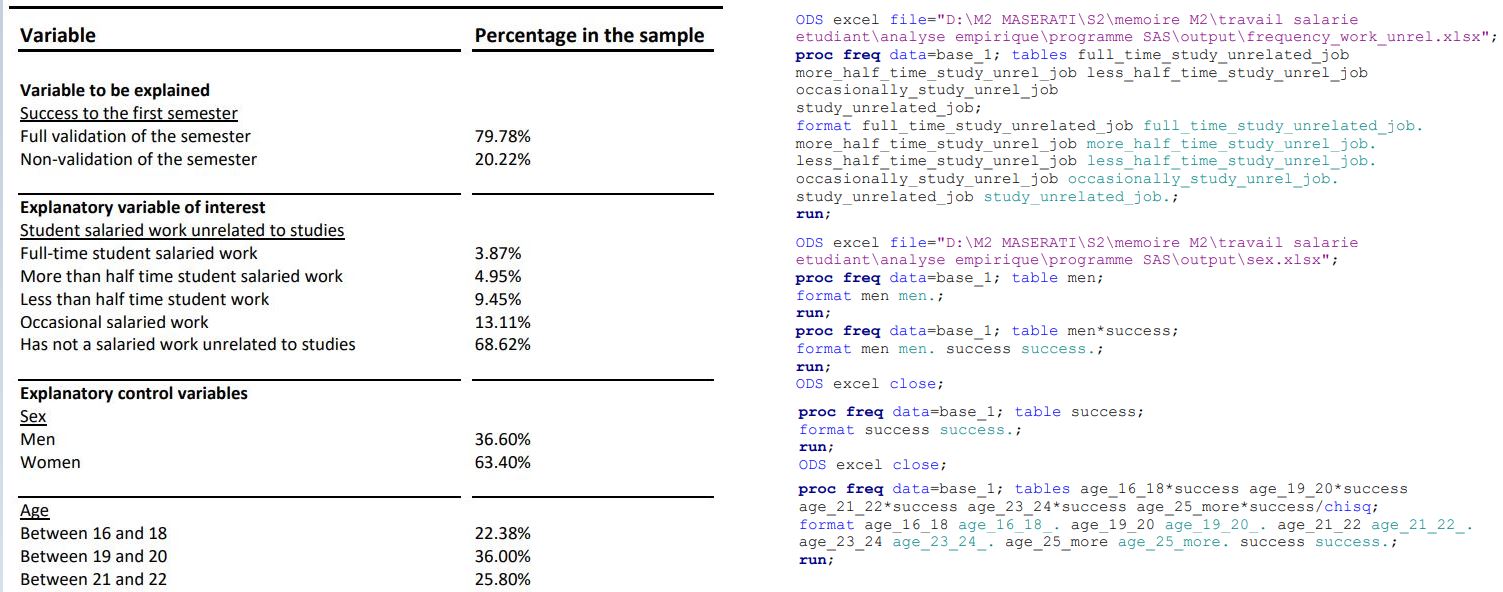 Variable Percentage in the sample
Variable to be explained
Success to the first semester
Full validation of the semester 79.78%
Non-validation of the semester 20.22%
Explanatory variable of interest
Student salaried work unrelated to studies
Full-time student salaried work 3.87%
More than half time student salaried work 4.95%
Less than half time student work 9.45%
Occasional salaried work 13.11%
Has not a salaried work unrelated to studies 68.62%
Explanatory control variables
Sex
Men 36.60%
Women 63.40%
Age
Between 16 and 18 22.38%
Between 19 and 20 36.00%
Between 21 and 22 25.80%
ODS excel file="D:\M2 MASERATI\S2\memoire M2\travail salarie
etudiant\analyse empirique\programme SAS\output\frequency_work_unrel.xlsx";
proc freq data=base_1; tables full_time_study_unrelated_job
more_half_time_study_unrel_job less_half_time_study_unrel_job
occasionally_study_unrel_job
study_unrelated_job;
format full_time_study_unrelated_job full_time_study_unrelated_job.
more_half_time_study_unrel_job more_half_time_study_unrel_job.
less_half_time_study_unrel_job less_half_time_study_unrel_job.
occasionally_study_unrel_job occasionally_study_unrel_job.
study_unrelated_job study_unrelated_job.;
run;
ODS excel file="D:\M2 MASERATI\S2\memoire M2\travail salarie
etudiant\analyse empirique\programme SAS\output\sex.xlsx";
proc freq data=base_1; table men;
format men men.;
run;
proc freq data=base_1; table men*success;
format men men. success success.;
run;
ODS excel close;
proc freq data=base_1; table success;
format success success.;
run;
ODS excel close;
proc freq data=base_1; tables age_16_18*success age_19_20*success
age_21_22*success age_23_24*success age_25_more*success/chisq;
format age_16_18 age_16_18_. age_19_20 age_19_20_. age_21_22 age_21_22_.
age_23_24 age_23_24_. age_25_more age_25_more. success success.;
run;